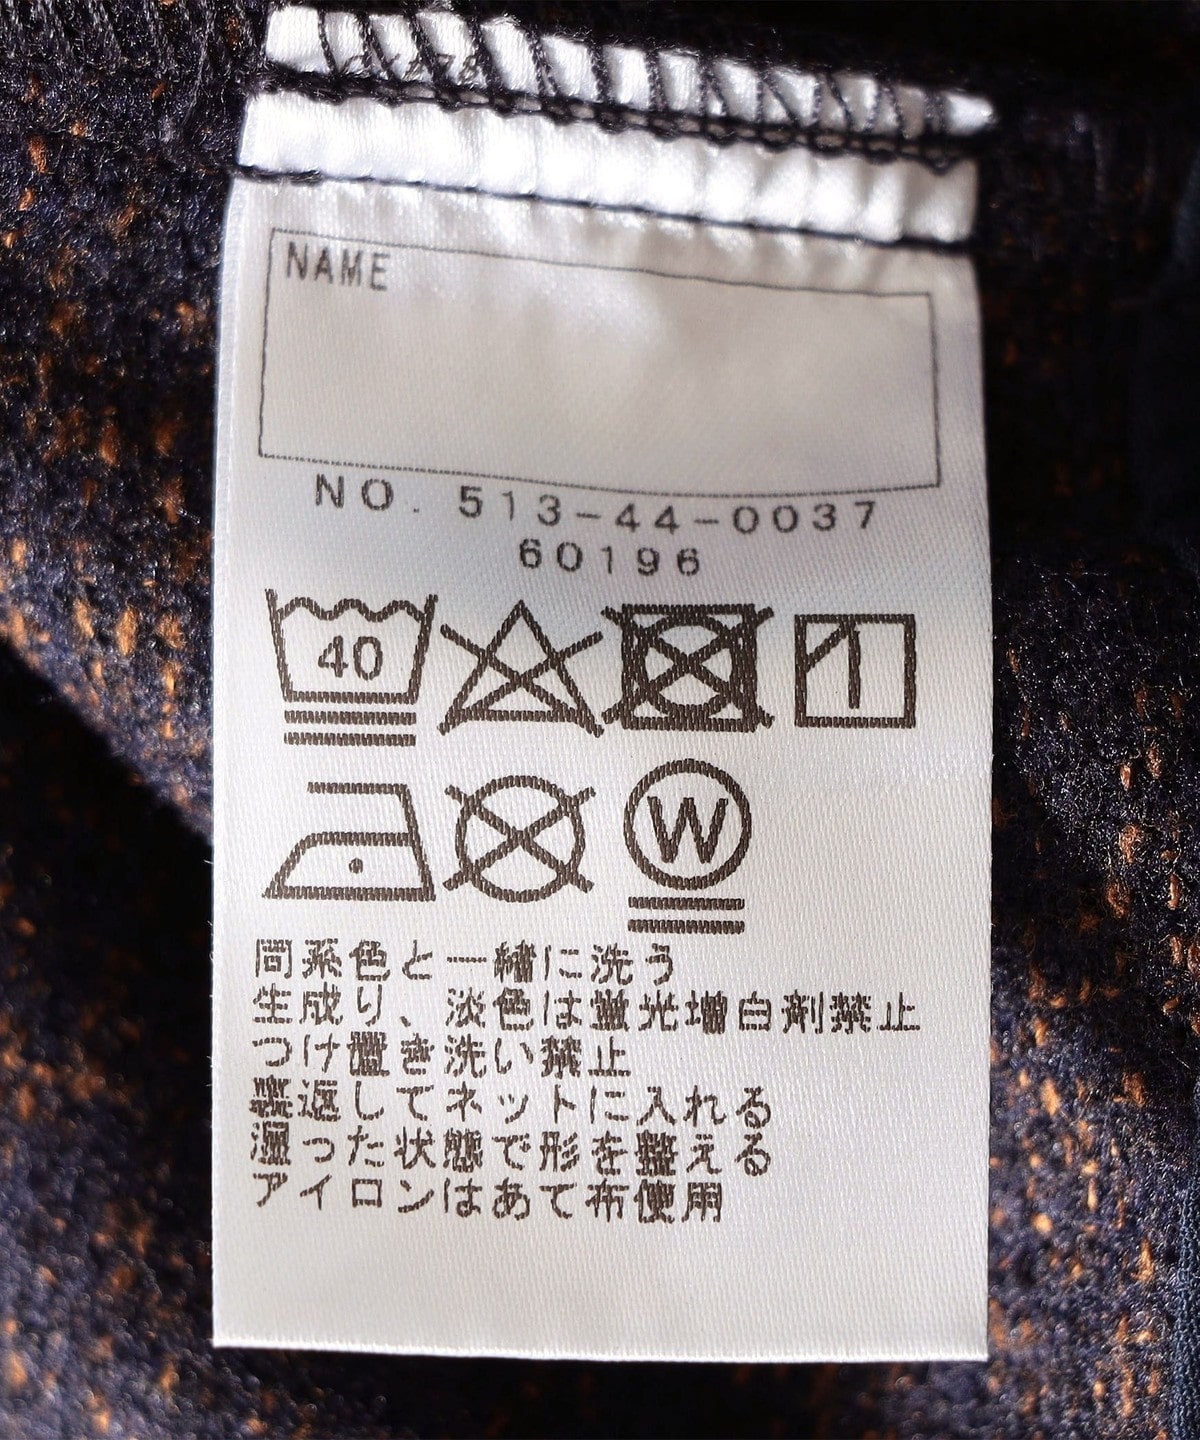 NAME
NO. 513-44-0037
60196
40
W
同系色と一緒に洗う
生成り、淡色は蛍光増白剤禁止
つけ置き洗い禁止
裏返してネットに入れる
湿った状態で形を整える
アイロンはあて布使用